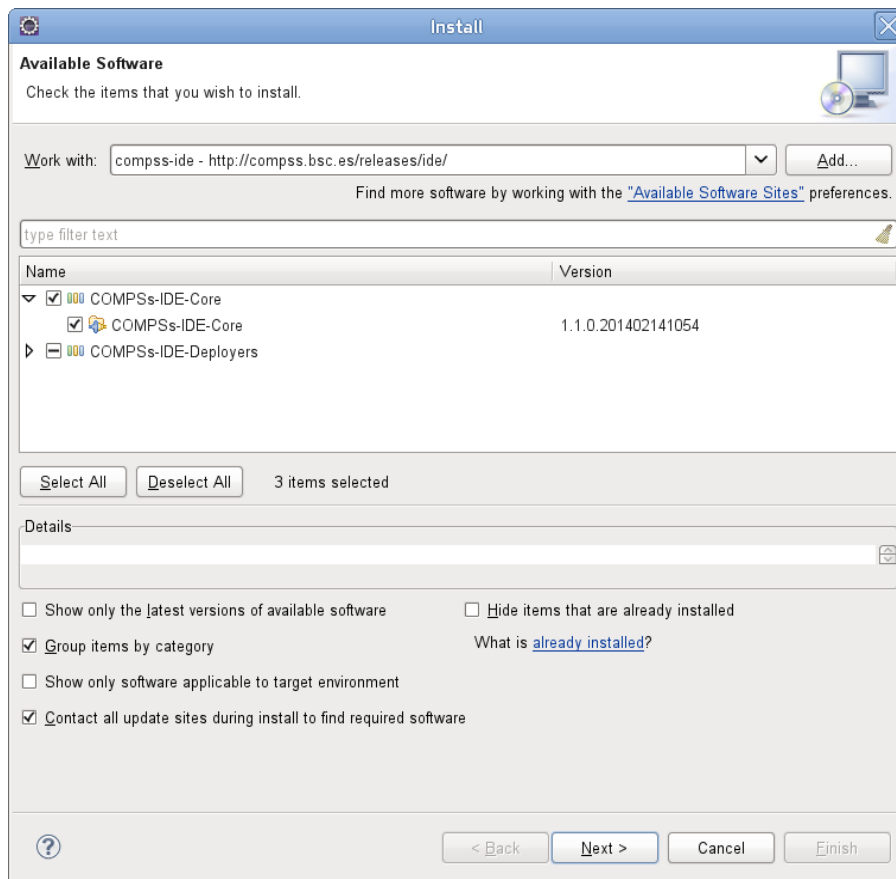 Install
Available Software
Check the items that you wish to install.
Work with: compss-ide - http://compss.bsc.es/releases/ide/ Add...
Find more software by working with the "Available Software Sites" preferences.
type filter text
Name Version
COMPSs-IDE-Core
COMPSs-IDE-Core 1.1.0.201402141054
COMPSs-IDE-Deployers
Select All Deselect All 3 items selected
Details
Show only the latest versions of available software Hide items that are already installed
Group items by category What is already installed?
Show only software applicable to target environment
Contact all update sites during install to find required software
? < Back Next > Cancel Finish